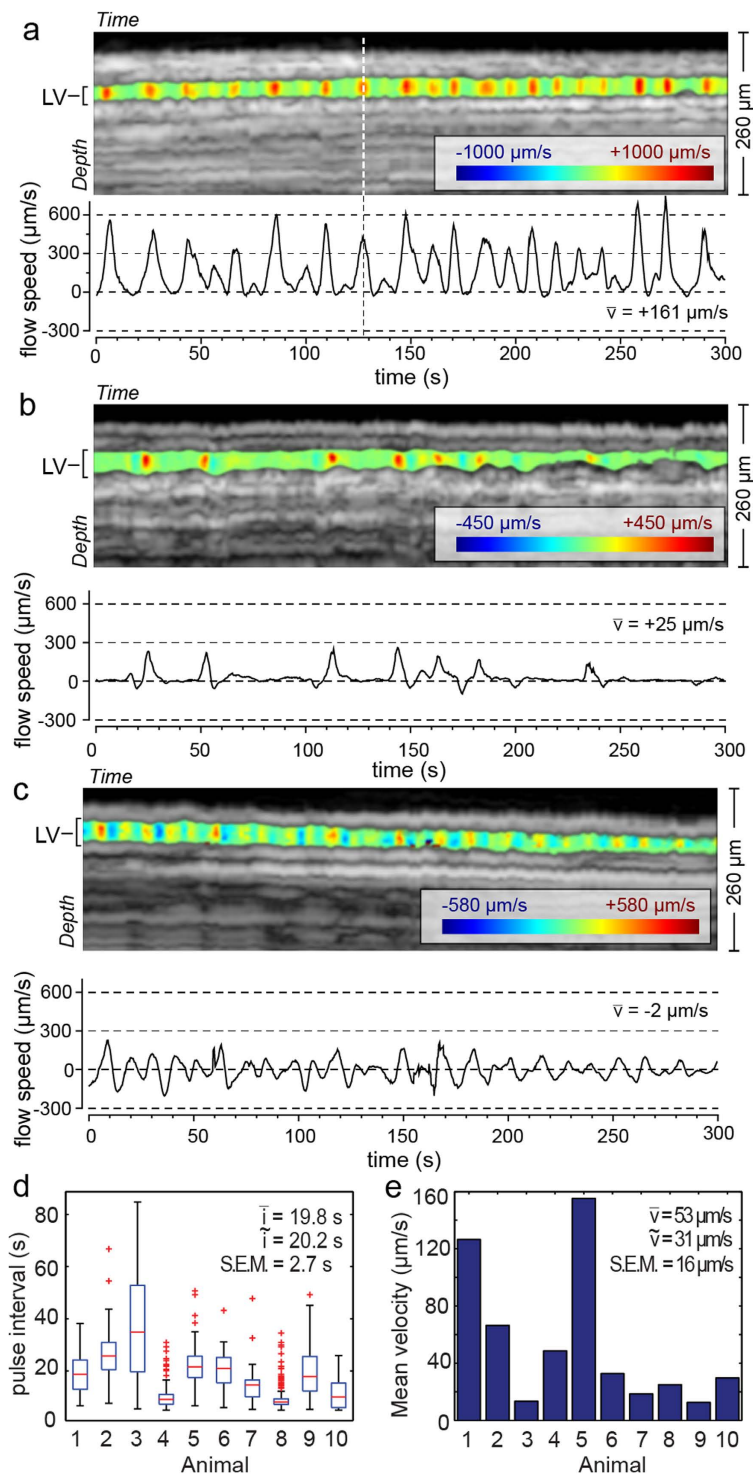 a
Time
LV
Depth
260 µm
-1000 µm/s +1000 µm/s
flow speed (µm/s)
600
300
0
-300
v̄ = +161 µm/s
0 50 100 150 200 250 300
time (s)
b
Time
LV
Depth
260 µm
-450 µm/s +450 µm/s
flow speed (µm/s)
600
300
0
-300
v̄ = +25 µm/s
0 50 100 150 200 250 300
time (s)
c
Time
LV
Depth
260 µm
-580 µm/s +580 µm/s
flow speed (µm/s)
600
300
0
-300
v̄ = -2 µm/s
0 50 100 150 200 250 300
time (s)
d
pulse interval (s)
80
60
40
20
0
i̅ = 19.8 s
ĩ = 20.2 s
S.E.M. = 2.7 s
1 2 3 4 5 6 7 8 9 10
Animal
e
Mean velocity (µm/s)
160
120
80
40
0
v̄ = 53 µm/s
ṽ = 31 µm/s
S.E.M. = 16 µm/s
1 2 3 4 5 6 7 8 9 10
Animal